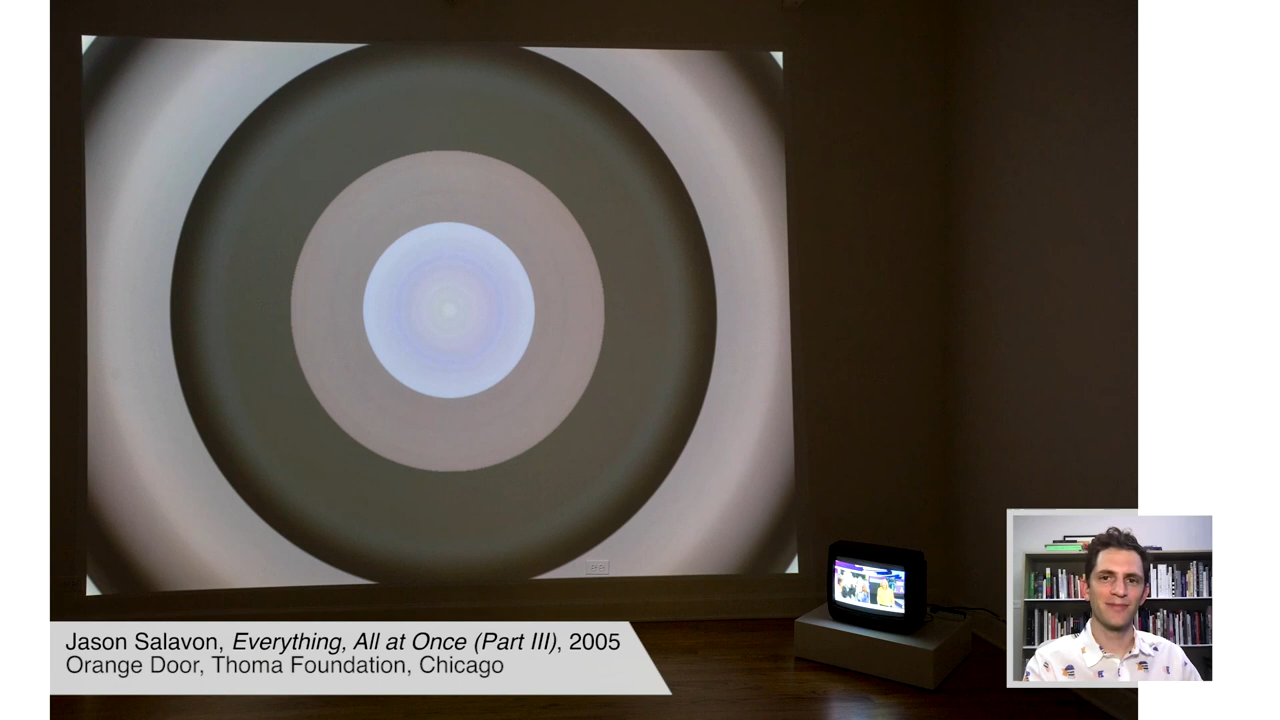 Jason Salavon, Everything, All at Once (Part III), 2005
Orange Door, Thoma Foundation, Chicago